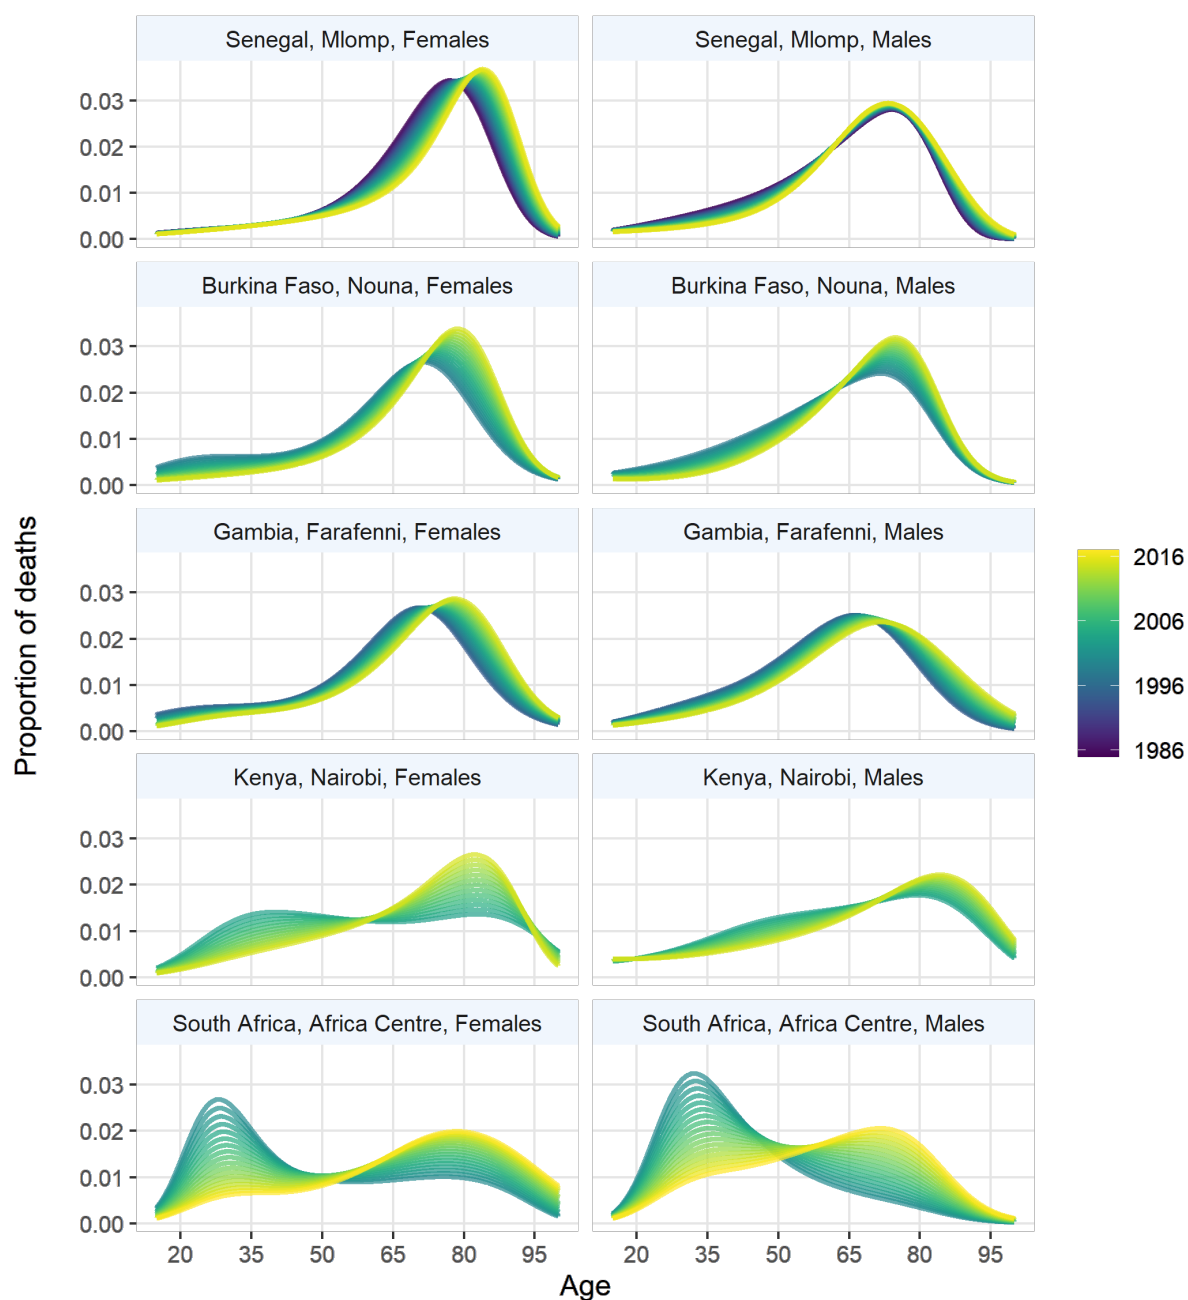 Senegal, Mlomp, Females
Senegal, Mlomp, Males
0.03
0.02
0.01
0.00
Burkina Faso, Nouna, Females
Burkina Faso, Nouna, Males
0.03
0.02
0.01
0.00
Gambia, Farafenni, Females
Gambia, Farafenni, Males
0.03
0.02
0.01
0.00
Kenya, Nairobi, Females
Kenya, Nairobi, Males
0.03
0.02
0.01
0.00
South Africa, Africa Centre, Females
South Africa, Africa Centre, Males
0.03
0.02
0.01
0.00
20 35 50 65 80 95
20 35 50 65 80 95
Age
Proportion of deaths
2016
2006
1996
1986